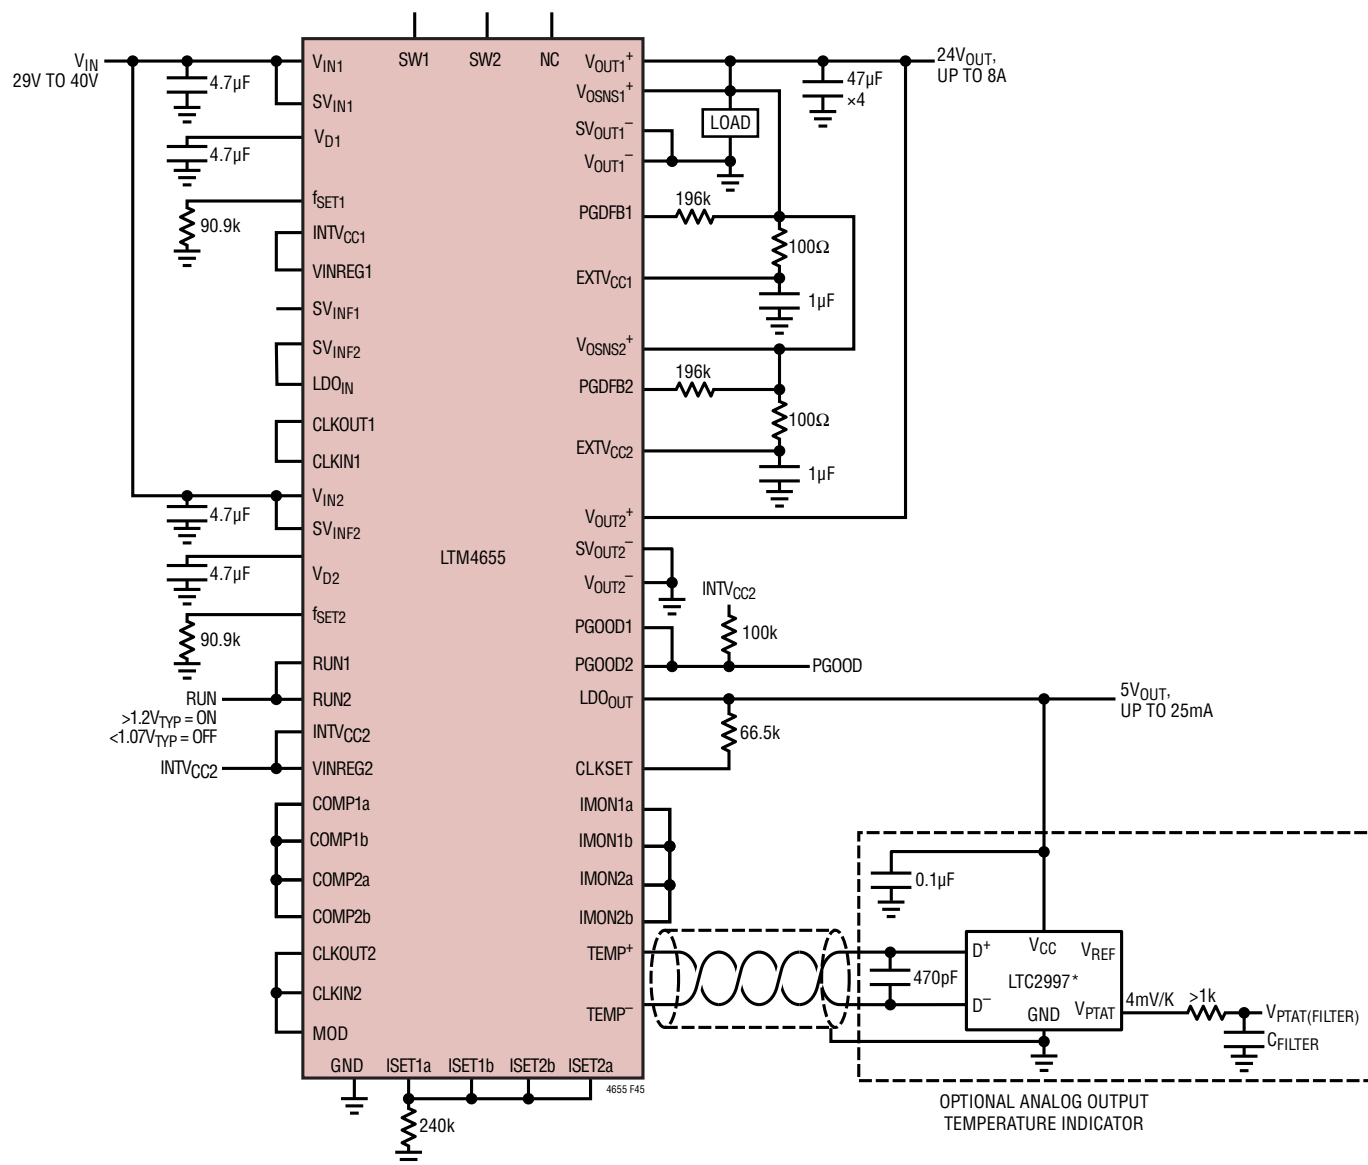 SW1 SW2 NC
VIN
29V TO 40V
4.7µF
4.7µF
90.9k
4.7µF
4.7µF
90.9k
RUN
>1.2VTYP = ON
<1.07VTYP = OFF
INTVCC2
VIN1
SVIN1
VD1
fSET1
INTVCC1
VINREG1
SVINF1
SVINF2
LDOIN
CLKOUT1
CLKIN1
VIN2
SVINF2
VD2
fSET2
RUN1
RUN2
INTVCC2
VINREG2
COMP1a
COMP1b
COMP2a
COMP2b
CLKOUT2
CLKIN2
MOD
LTM4655
GND ISET1a ISET1b ISET2b ISET2a
4655 F45
240k
VOUT1+
VOSNS1+
SVOUT1–
VOUT1–
PGDFB1
EXTVCC1
VOSNS2+
PGDFB2
EXTVCC2
VOUT2+
SVOUT2–
VOUT2–
PGOOD1
PGOOD2
LDOOUT
CLKSET
IMON1a
IMON1b
IMON2a
IMON2b
TEMP+
TEMP–
24VOUT,
UP TO 8A
47µF
×4
LOAD
196k
100Ω
1µF
196k
100Ω
1µF
INTVCC2
100k
PGOOD
5VOUT,
UP TO 25mA
66.5k
0.1µF
470pF
D+ VCC VREF
LTC2997*
D– GND VPTAT
4mV/K >1k
VPTAT(FILTER)
CFILTER
OPTIONAL ANALOG OUTPUT
TEMPERATURE INDICATOR